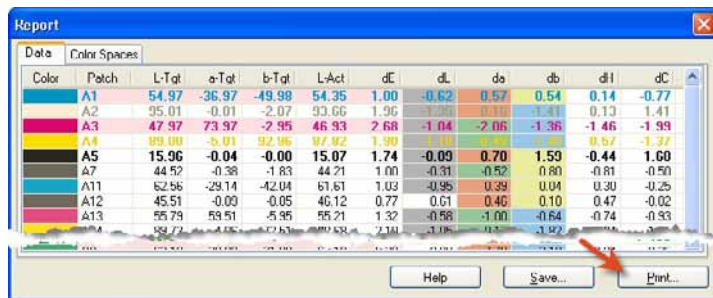 Report
Data Color Spaces
Color Patch L-Tgt a-Tgt b-Tgt L-Act dE dL da db dH dC
A1 54.97 -36.97 -49.98 54.35 1.00 -0.62 0.57 0.54 0.14 -0.77
A2 95.01 -0.01 -2.07 93.66 1.96 0.13 1.41
A3 47.97 73.97 -2.95 46.93 2.68 -1.04 -2.06 -1.36 -1.46 -1.99
A4 89.00 -5.01 92.96 87.82 1.90 0.57 -1.37
A5 15.96 -0.04 -0.00 15.07 1.74 -0.09 0.70 1.59 -0.44 1.60
A7 44.52 -0.38 -1.83 44.21 1.00 -0.31 -0.52 0.80 -0.81 -0.50
A11 62.56 -29.14 -42.04 61.61 1.03 -0.95 0.39 0.04 0.30 -0.25
A12 45.51 -0.09 -0.05 46.12 0.77 0.61 0.46 0.10 0.47 -0.02
A13 55.79 59.51 -5.95 55.21 1.32 -0.58 -1.00 -0.64 -0.74 -0.93
Help Save... Print...